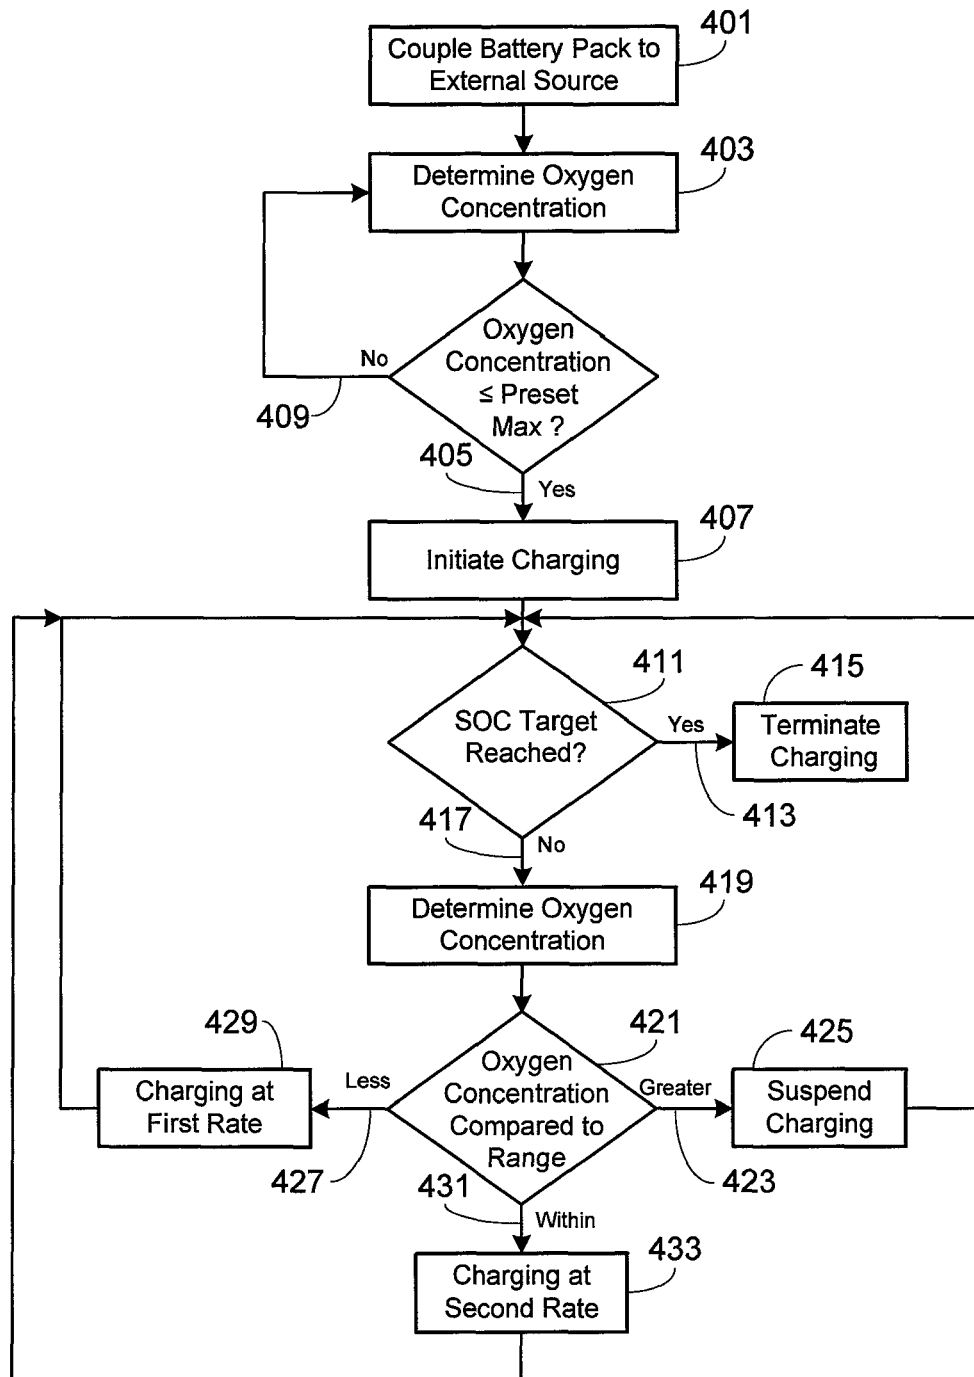 401
Couple Battery Pack to
External Source
403
Determine Oxygen
Concentration
Oxygen
Concentration
≤ Preset
Max ?
No
409
405
Yes
407
Initiate Charging
411
SOC Target
Reached?
Yes
413
415
Terminate
Charging
417
No
419
Determine Oxygen
Concentration
421
Oxygen
Concentration
Compared to
Range
Less
427
429
Charging at
First Rate
Greater
423
425
Suspend
Charging
431
Within
433
Charging at
Second Rate